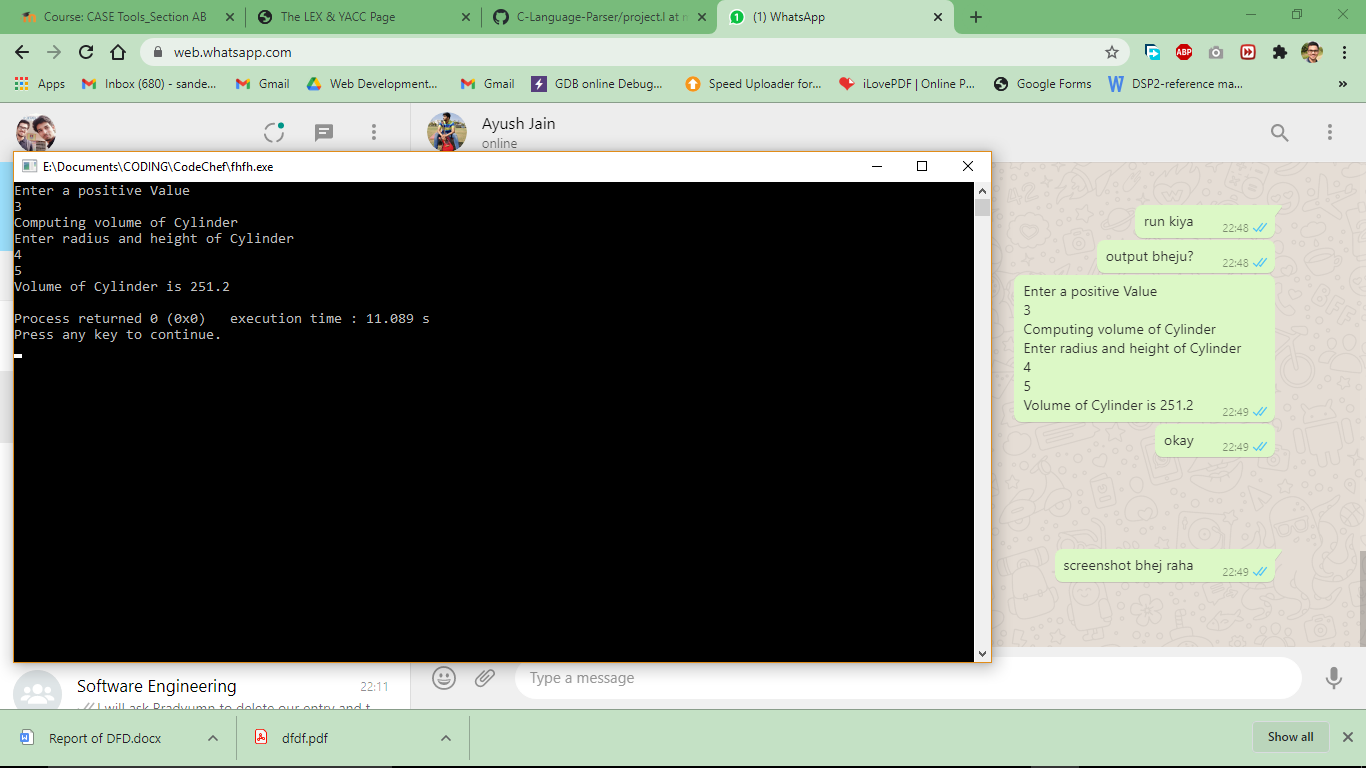 Course: CASE Tools_Section AB
The LEX & YACC Page
C-Language-Parser/project.l at
(1) WhatsApp
web.whatsapp.com
Apps
Inbox (680) - sande...
Gmail
Web Development...
Gmail
GDB online Debug...
Speed Uploader for...
iLovePDF | Online P...
Google Forms
DSP2-reference ma...
»
ABP
Ayush Jain
online
E:\Documents\CODING\CodeChef\fhfh.exe
Enter a positive Value
3
Computing volume of Cylinder
Enter radius and height of Cylinder
4
5
Volume of Cylinder is 251.2
Process returned 0 (0x0)   execution time : 11.089 s
Press any key to continue.
run kiya 22:48
output bheju? 22:48
Enter a positive Value
3
Computing volume of Cylinder
Enter radius and height of Cylinder
4
5
Volume of Cylinder is 251.2 22:49
okay 22:49
screenshot bhej raha 22:49
Software Engineering 22:11
I will ask Pradyumn to delete our entry and t
Type a message
Report of DFD.docx
dfdf.pdf
Show all